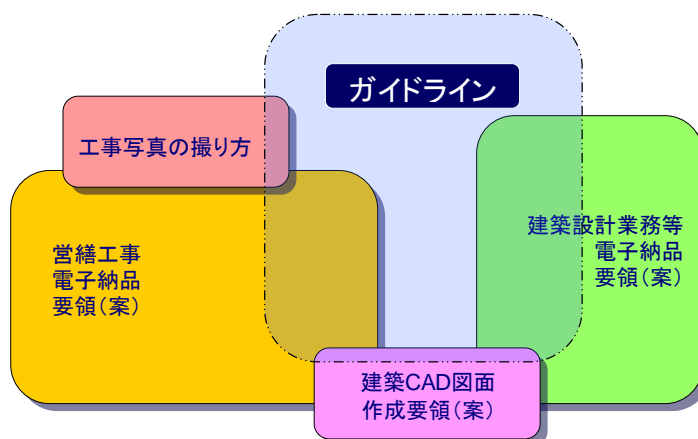 ガイドライン
工事写真の撮り方
営繕工事
電子納品
要領（案）
建築設計業務等
電子納品
要領（案）
建築CAD図面
作成要領（案）